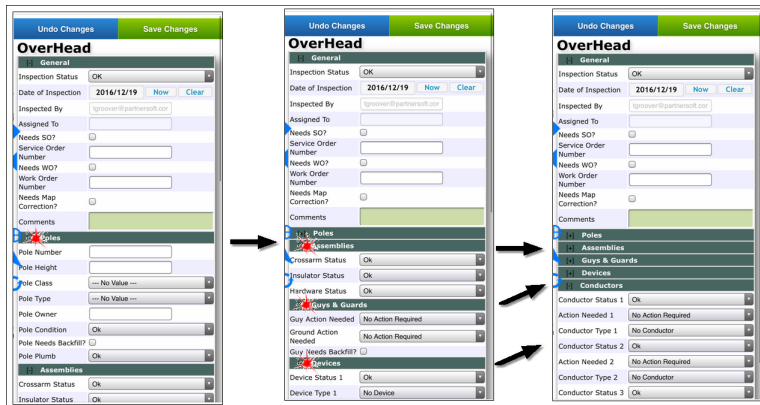 Undo Changes Save Changes
OverHead
[-] General
Inspection Status OK
Date of Inspection 2016/12/19 Now Clear
Inspected By tgroover@partnersoft.cor
Assigned To
Needs SO?
Service Order
Number
Needs WO?
Work Order
Number
Needs Map
Correction?
Comments
Poles
Pole Number
Pole Height
Pole Class --- No Value ---
Pole Type --- No Value ---
Pole Owner
Pole Condition Ok
Pole Needs Backfill?
Pole Plumb Ok
[-] Assemblies
Crossarm Status Ok
Insulator Status Ok
Undo Changes Save Changes
OverHead
[-] General
Inspection Status OK
Date of Inspection 2016/12/19 Now Clear
Inspected By tgroover@partnersoft.cor
Assigned To
Needs SO?
Service Order
Number
Needs WO?
Work Order
Number
Needs Map
Correction?
Comments
Poles
Assemblies
Crossarm Status Ok
Insulator Status Ok
Hardware Status Ok
Guys & Guards
Guy Action Needed No Action Required
Ground Action
Needed No Action Required
Guy Needs Backfill?
Devices
Device Status 1 Ok
Device Type 1 No Device
Undo Changes Save Changes
OverHead
[-] General
Inspection Status OK
Date of Inspection 2016/12/19 Now Clear
Inspected By tgroover@partnersoft.cor
Assigned To
Needs SO?
Service Order
Number
Needs WO?
Work Order
Number
Needs Map
Correction?
Comments
[+] Poles
[+] Assemblies
[+] Guys & Guards
[+] Devices
[-] Conductors
Conductor Status 1 Ok
Action Needed 1 No Action Required
Conductor Type 1 No Conductor
Conductor Status 2 Ok
Action Needed 2 No Action Required
Conductor Type 2 No Conductor
Conductor Status 3 Ok